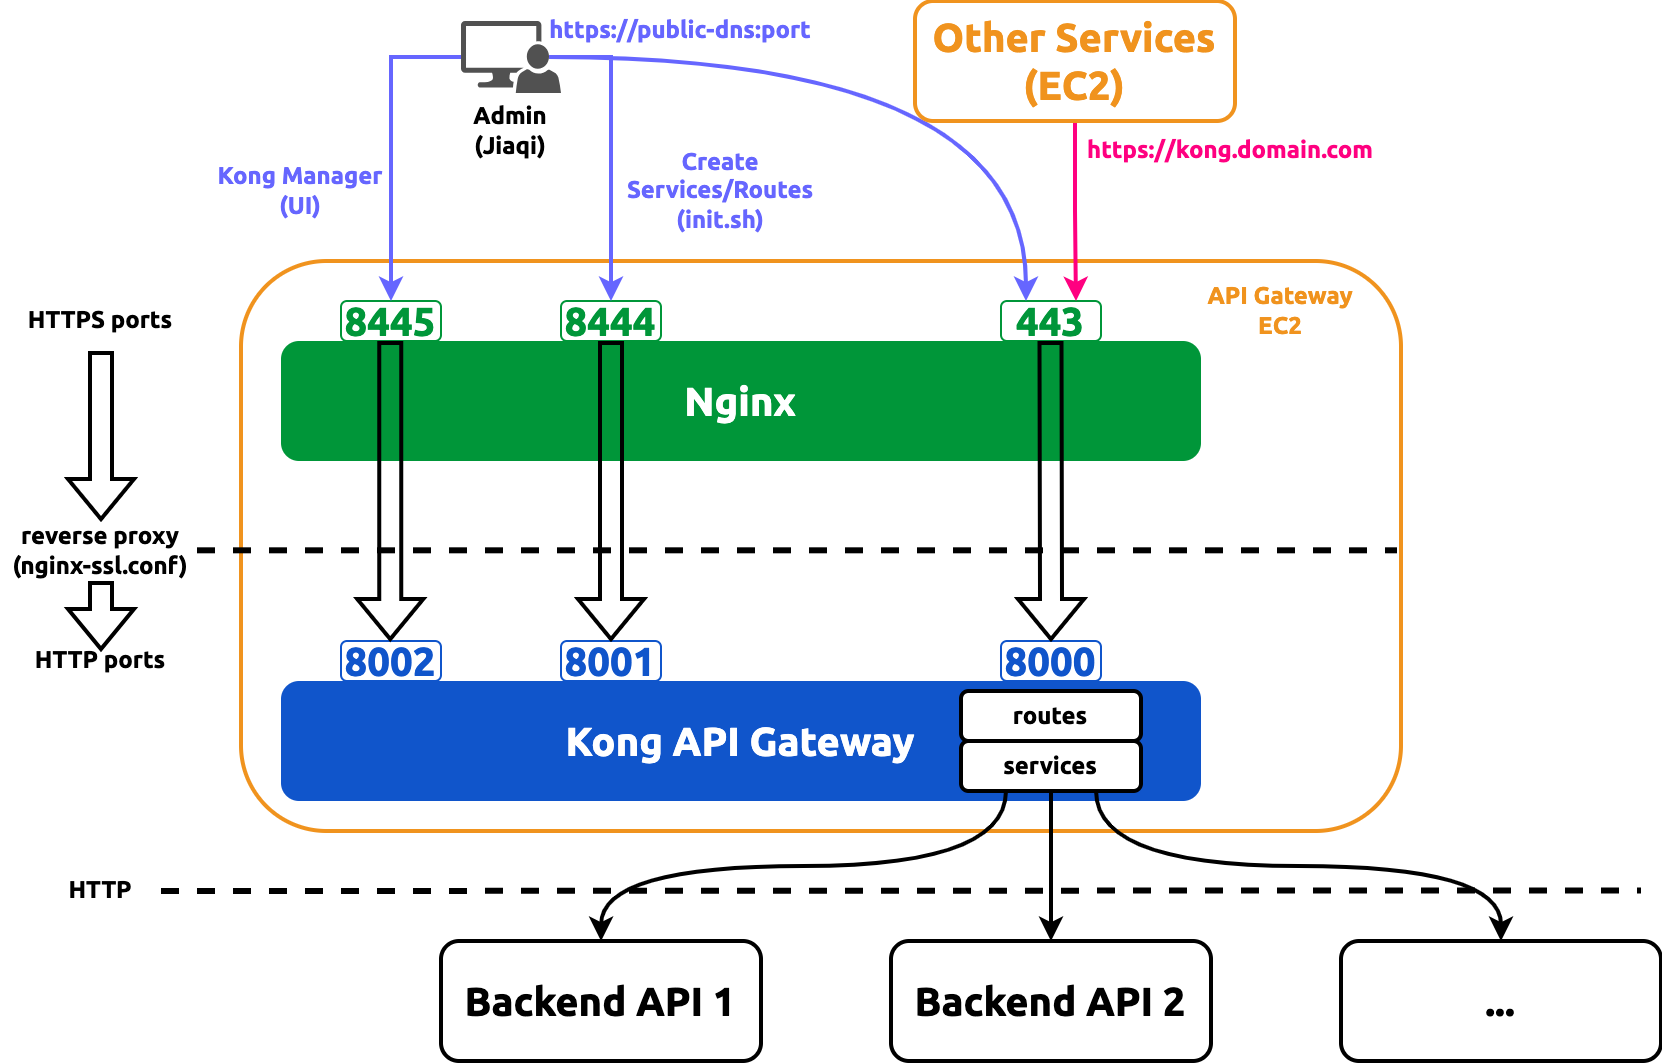 https://public-dns:port
Other Services
(EC2)
Admin
(Jiaqi)
https://kong.domain.com
Kong Manager
(UI)
Create
Services/Routes
(init.sh)
API Gateway
EC2
HTTPS ports
8445
8444
443
Nginx
reverse proxy
(nginx-ssl.conf)
HTTP ports
8002
8001
8000
Kong API Gateway
routes
services
HTTP
Backend API 1
Backend API 2
...